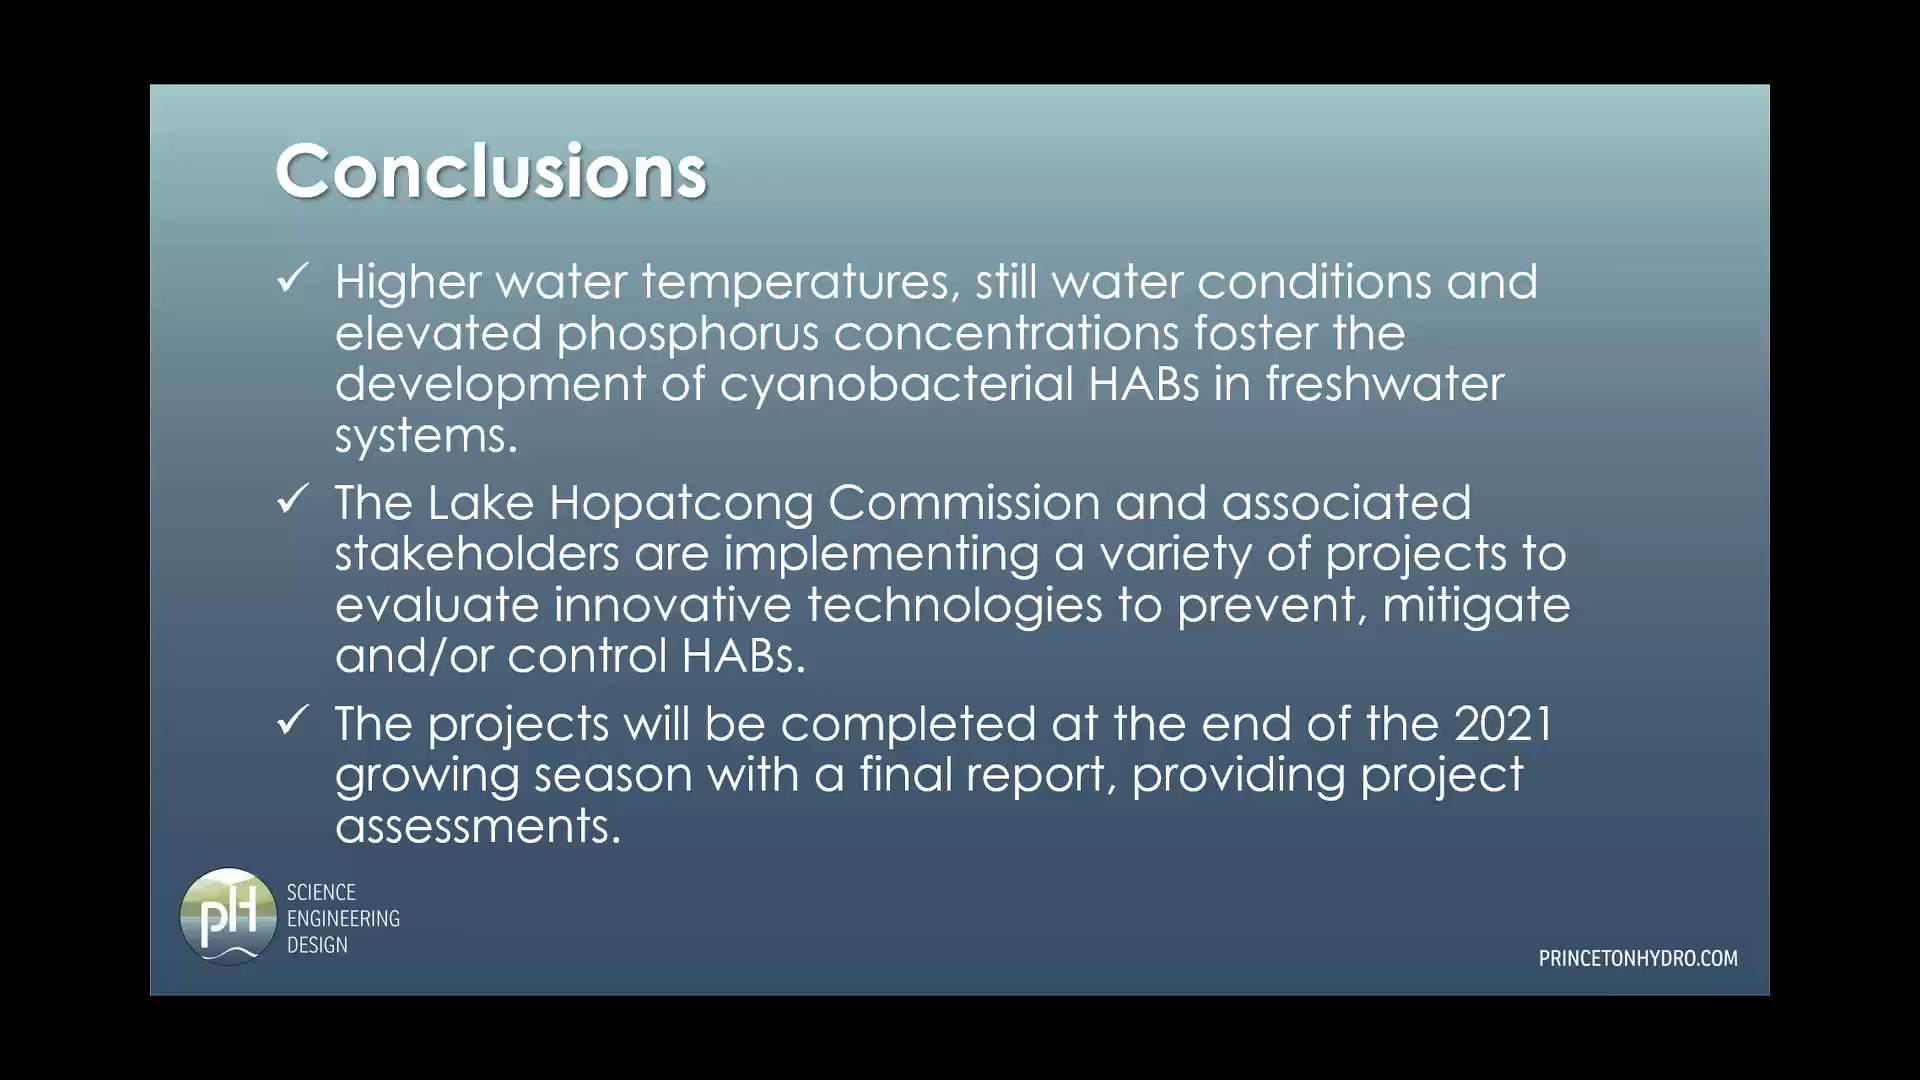 Conclusions
✓ Higher water temperatures, still water conditions and
elevated phosphorus concentrations foster the
development of cyanobacterial HABs in freshwater
systems.
✓ The Lake Hopatcong Commission and associated
stakeholders are implementing a variety of projects to
evaluate innovative technologies to prevent, mitigate
and/or control HABs.
✓ The projects will be completed at the end of the 2021
growing season with a final report, providing project
assessments.
pH
SCIENCE
ENGINEERING
DESIGN
PRINCETONHYDRO.COM